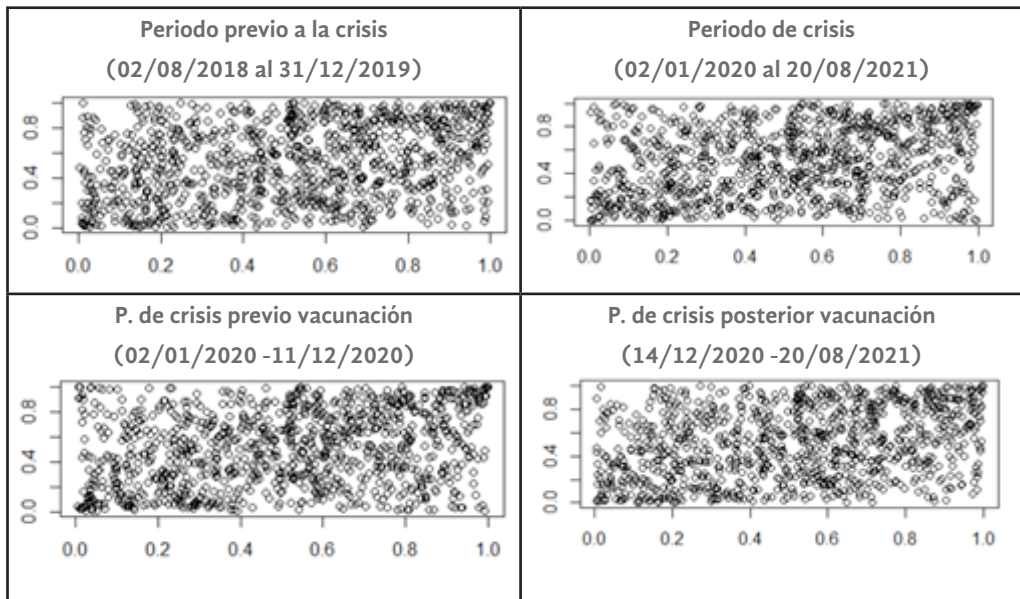 Periodo previo a la crisis
(02/08/2018 al 31/12/2019)
0.0 0.4 0.8
0.0 0.2 0.4 0.6 0.8 1.0
Periodo de crisis
(02/01/2020 al 20/08/2021)
0.0 0.4 0.8
0.0 0.2 0.4 0.6 0.8 1.0
P. de crisis previo vacunación
(02/01/2020 -11/12/2020)
0.0 0.4 0.8
0.0 0.2 0.4 0.6 0.8 1.0
P. de crisis posterior vacunación
(14/12/2020 -20/08/2021)
0.0 0.4 0.8
0.0 0.2 0.4 0.6 0.8 1.0